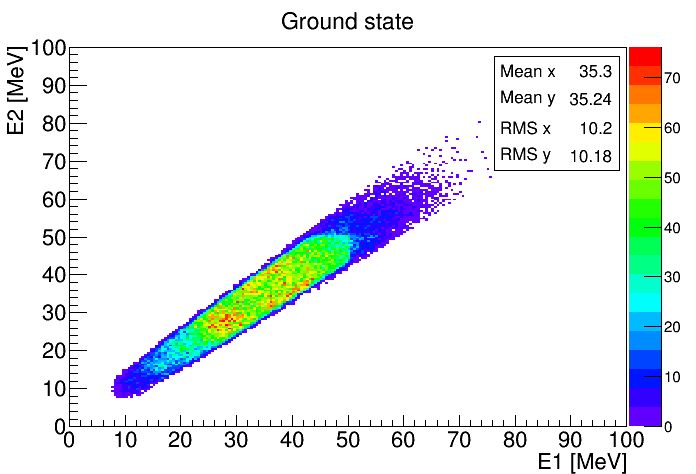 Ground state
E2 [MeV]
100
90
80
70
60
50
40
30
20
10
0
Mean x 35.3
Mean y 35.24
RMS x 10.2
RMS y 10.18
70
60
50
40
30
20
10
0
0 10 20 30 40 50 60 70 80 90 100
E1 [MeV]